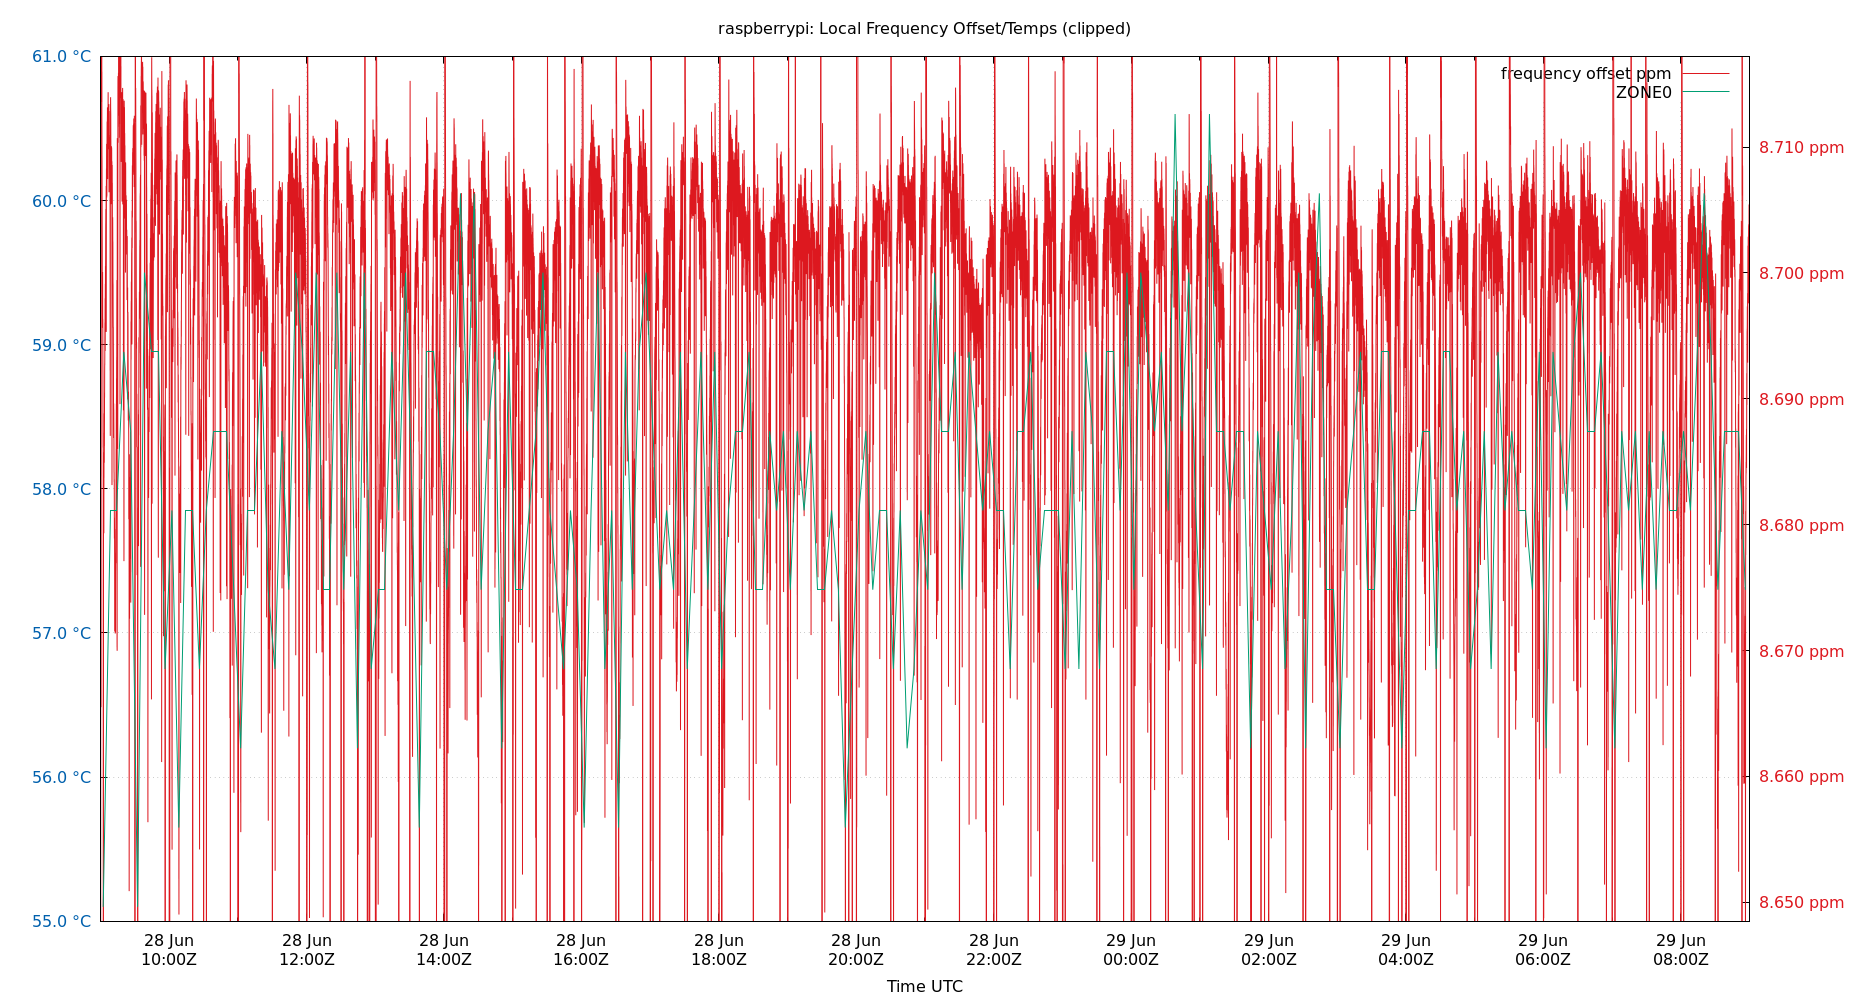 raspberrypi: Local Frequency Offset/Temps (clipped)
frequency offset ppm
ZONE0
61.0 °C
60.0 °C
59.0 °C
58.0 °C
57.0 °C
56.0 °C
55.0 °C
8.710 ppm
8.700 ppm
8.690 ppm
8.680 ppm
8.670 ppm
8.660 ppm
8.650 ppm
28 Jun 28 Jun 28 Jun 28 Jun 28 Jun 28 Jun 28 Jun 29 Jun 29 Jun 29 Jun 29 Jun 29 Jun
10:00Z 12:00Z 14:00Z 16:00Z 18:00Z 20:00Z 22:00Z 00:00Z 02:00Z 04:00Z 06:00Z 08:00Z
Time UTC